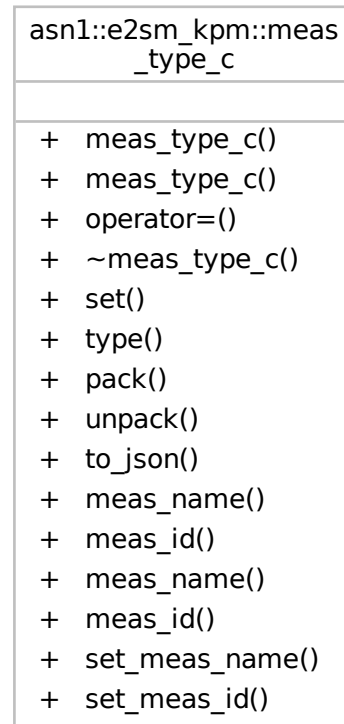 asn1::e2sm_kpm::meas
_type_c
+ meas_type_c()
+ meas_type_c()
+ operator=()
+ ~meas_type_c()
+ set()
+ type()
+ pack()
+ unpack()
+ to_json()
+ meas_name()
+ meas_id()
+ meas_name()
+ meas_id()
+ set_meas_name()
+ set_meas_id()